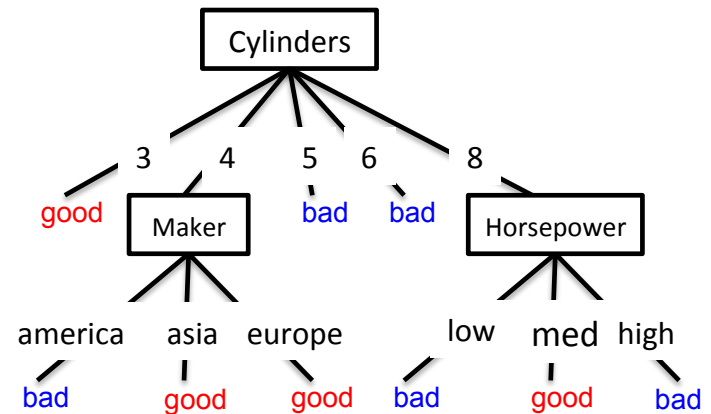 Cylinders
3 4 5 6 8
good Maker bad bad Horsepower
america asia europe low med high
bad good good bad good bad